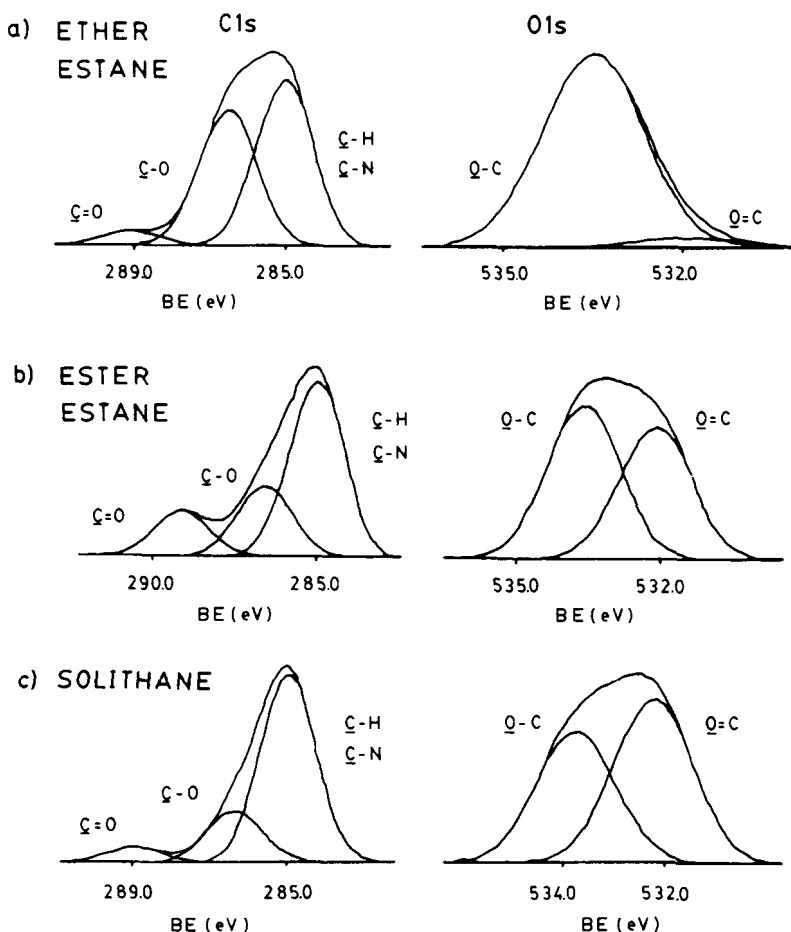 a) ETHER
ESTANE
C1s
O1s
C-O
C=O
C-H
C-N
O-C
O=C
289.0 285.0
BE (eV)
535.0 532.0
BE (eV)
b) ESTER
ESTANE
C-H
C-N
C-O
C=O
O-C
O=C
290.0 285.0
BE (eV)
535.0 532.0
BE (eV)
c) SOLITHANE
C-H
C-N
C-O
C=O
O-C
O=C
289.0 285.0
BE (eV)
534.0 532.0
BE (eV)